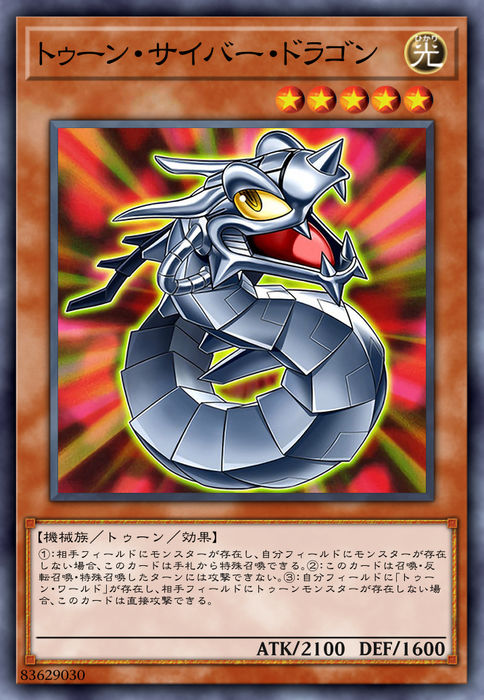 トゥーン・サイバー・ドラゴン
ひかり
光
【機械族／トゥーン／効果】
①:相手フィールドにモンスターが存在し、自分フィールドにモンスターが存在
しない場合、このカードは手札から特殊召喚できる。②:このカードは召喚・反
転召喚・特殊召喚したターンには攻撃できない。③:自分フィールドに「トゥー
ン・ワールド」が存在し、相手フィールドにトゥーンモンスターが存在しない場
合、このカードは直接攻撃できる。
ATK/2100 DEF/1600
83629030